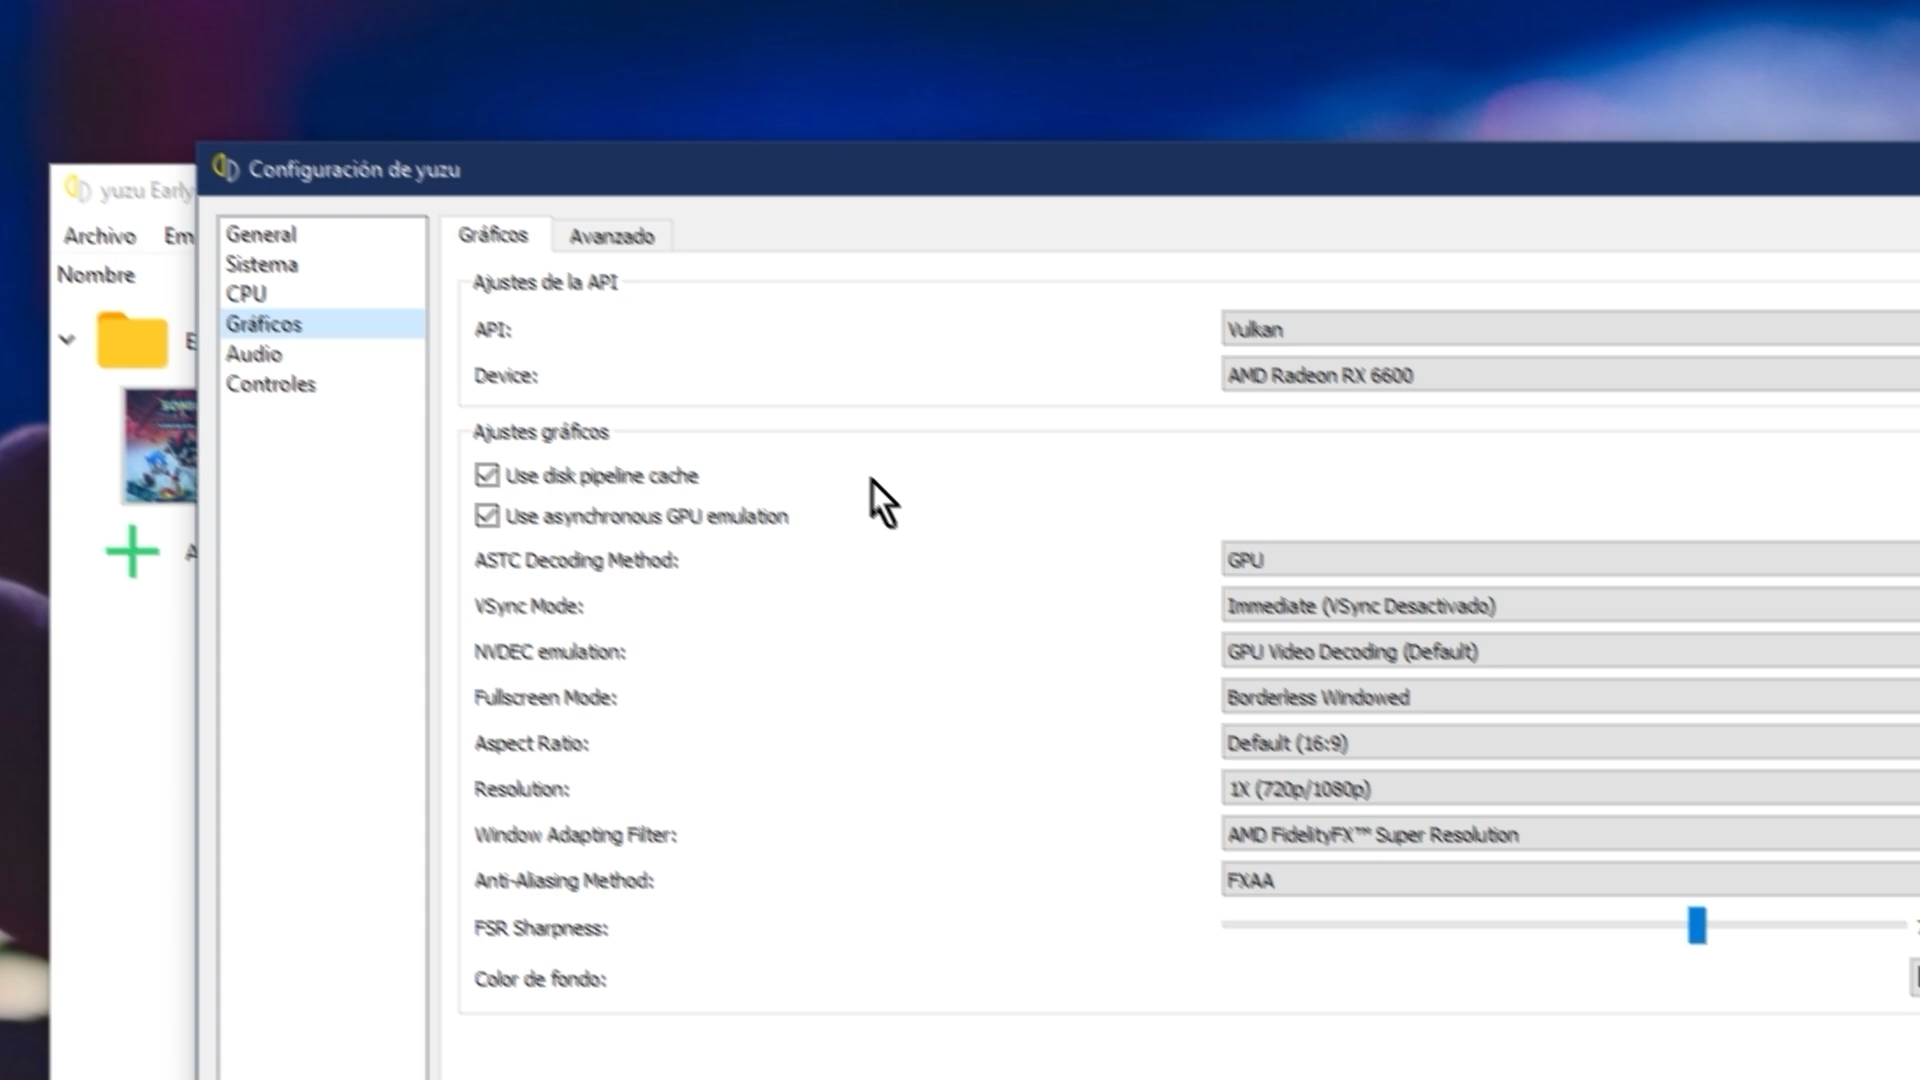 Configuración de yuzu
yuzu Early
Archivo
Nombre
General
Sistema
CPU
Gráficos
Audio
Controles
Gráficos
Avanzado
Ajustes de la API
API:
Vulkan
Device:
AMD Radeon RX 6600
Ajustes gráficos
Use disk pipeline cache
Use asynchronous GPU emulation
ASTC Decoding Method:
GPU
VSync Mode:
Immediate (VSync Desactivado)
NVDEC emulation:
GPU Video Decoding (Default)
Fullscreen Mode:
Borderless Windowed
Aspect Ratio:
Default (16:9)
Resolution:
1X (720p/1080p)
Window Adapting Filter:
AMD FidelityFX™ Super Resolution
Anti-Aliasing Method:
FXAA
FSR Sharpness:
Color de fondo: